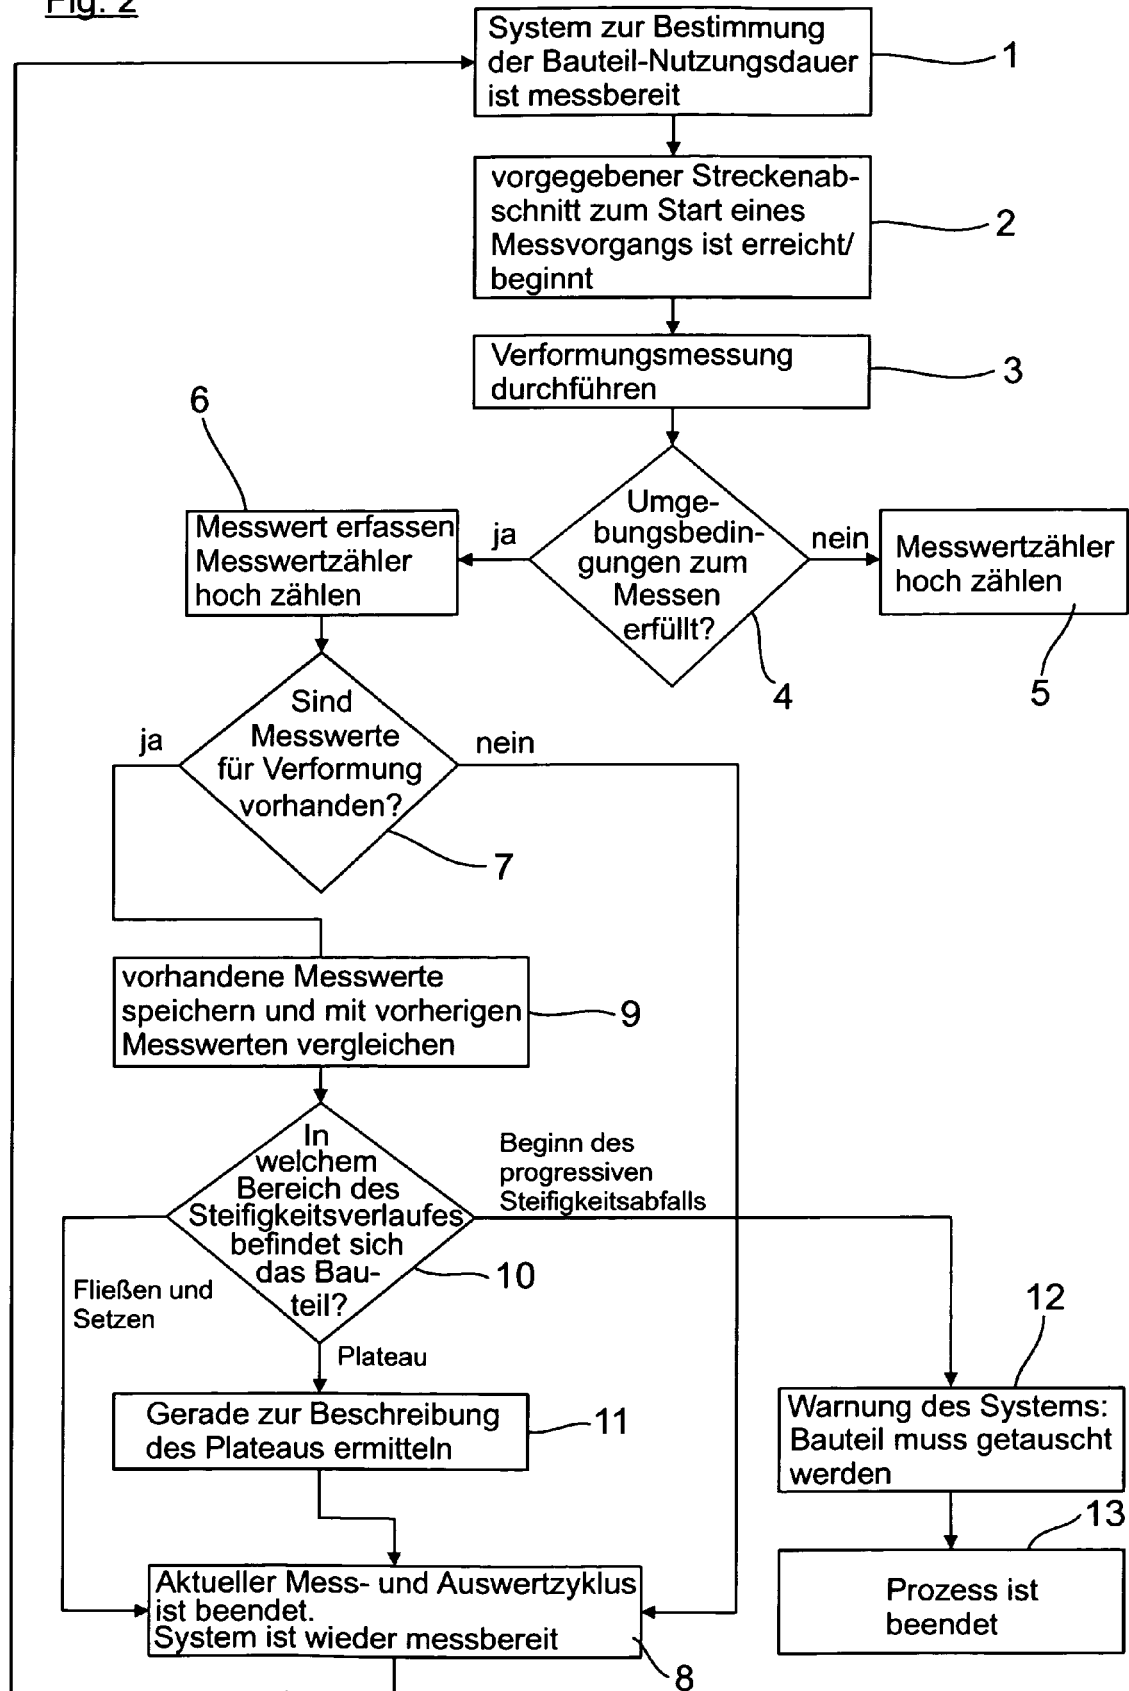 Fig. 2
System zur Bestimmung
der Bauteil-Nutzungsdauer
ist messbereit
1
vorgegebener Streckenab-
schnitt zum Start eines
Messvorgangs ist erreicht/
beginnt
2
Verformungsmessung
durchführen
3
6
Messwert erfassen
Messwertzähler
hoch zählen
ja
Umge-
bungsbedin-
gungen zum
Messen
erfüllt?
4
nein
Messwertzähler
hoch zählen
5
ja
Sind
Messwerte
für Verformung
vorhanden?
nein
7
vorhandene Messwerte
speichern und mit vorherigen
Messwerten vergleichen
9
In
welchem
Bereich des
Steifigkeitsverlaufes
befindet sich
das Bau-
teil?
10
Beginn des
progressiven
Steifigkeitsabfalls
Fließen und
Setzen
Plateau
12
Gerade zur Beschreibung
des Plateaus ermitteln
11
Warnung des Systems:
Bauteil muss getauscht
werden
13
Aktueller Mess- und Auswertzyklus
ist beendet.
System ist wieder messbereit
8
Prozess ist
beendet